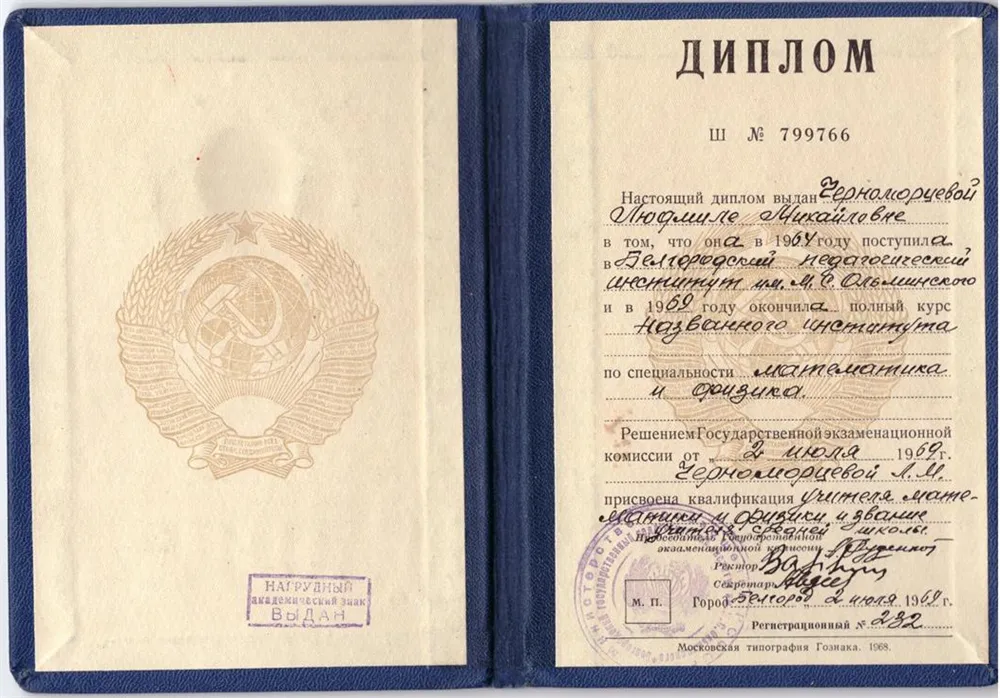 НАГРУДНЫЙ
академический знак
ВЫДАН
ДИПЛОМ
Ш № 799766
Настоящий диплом выдан Черноморцевой
Людмиле Михайловне
в том, что она в 1964 году поступила
в Белгородский педагогический
институт им. М. С. Ольминского
и в 1969 году окончила полный курс
названного института
по специальности математика
и физика.
Решением Государственной экзаменационной
комиссии от „2 июля 1969 г.
Черноморцевой Л. М.
присвоена квалификация учителя мате-
матики и физики и звание
учителя средней школы.
Председатель Государственной
экзаменационной комиссии
Ректор
Секретарь
М. П.
Город Белгород „2 июля 1969 г.
Регистрационный № 232
Московская типография Гознака. 1968.